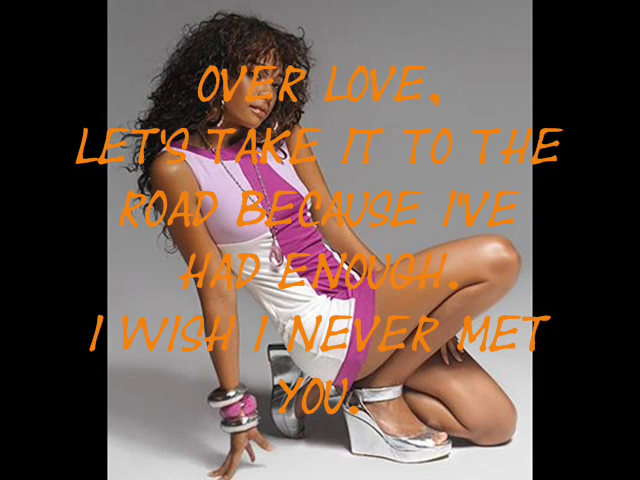 OVER LOVE,
LET'S TAKE IT TO THE
ROAD BECAUSE I'VE
HAD ENOUGH.
I WISH I NEVER MET
YOU.